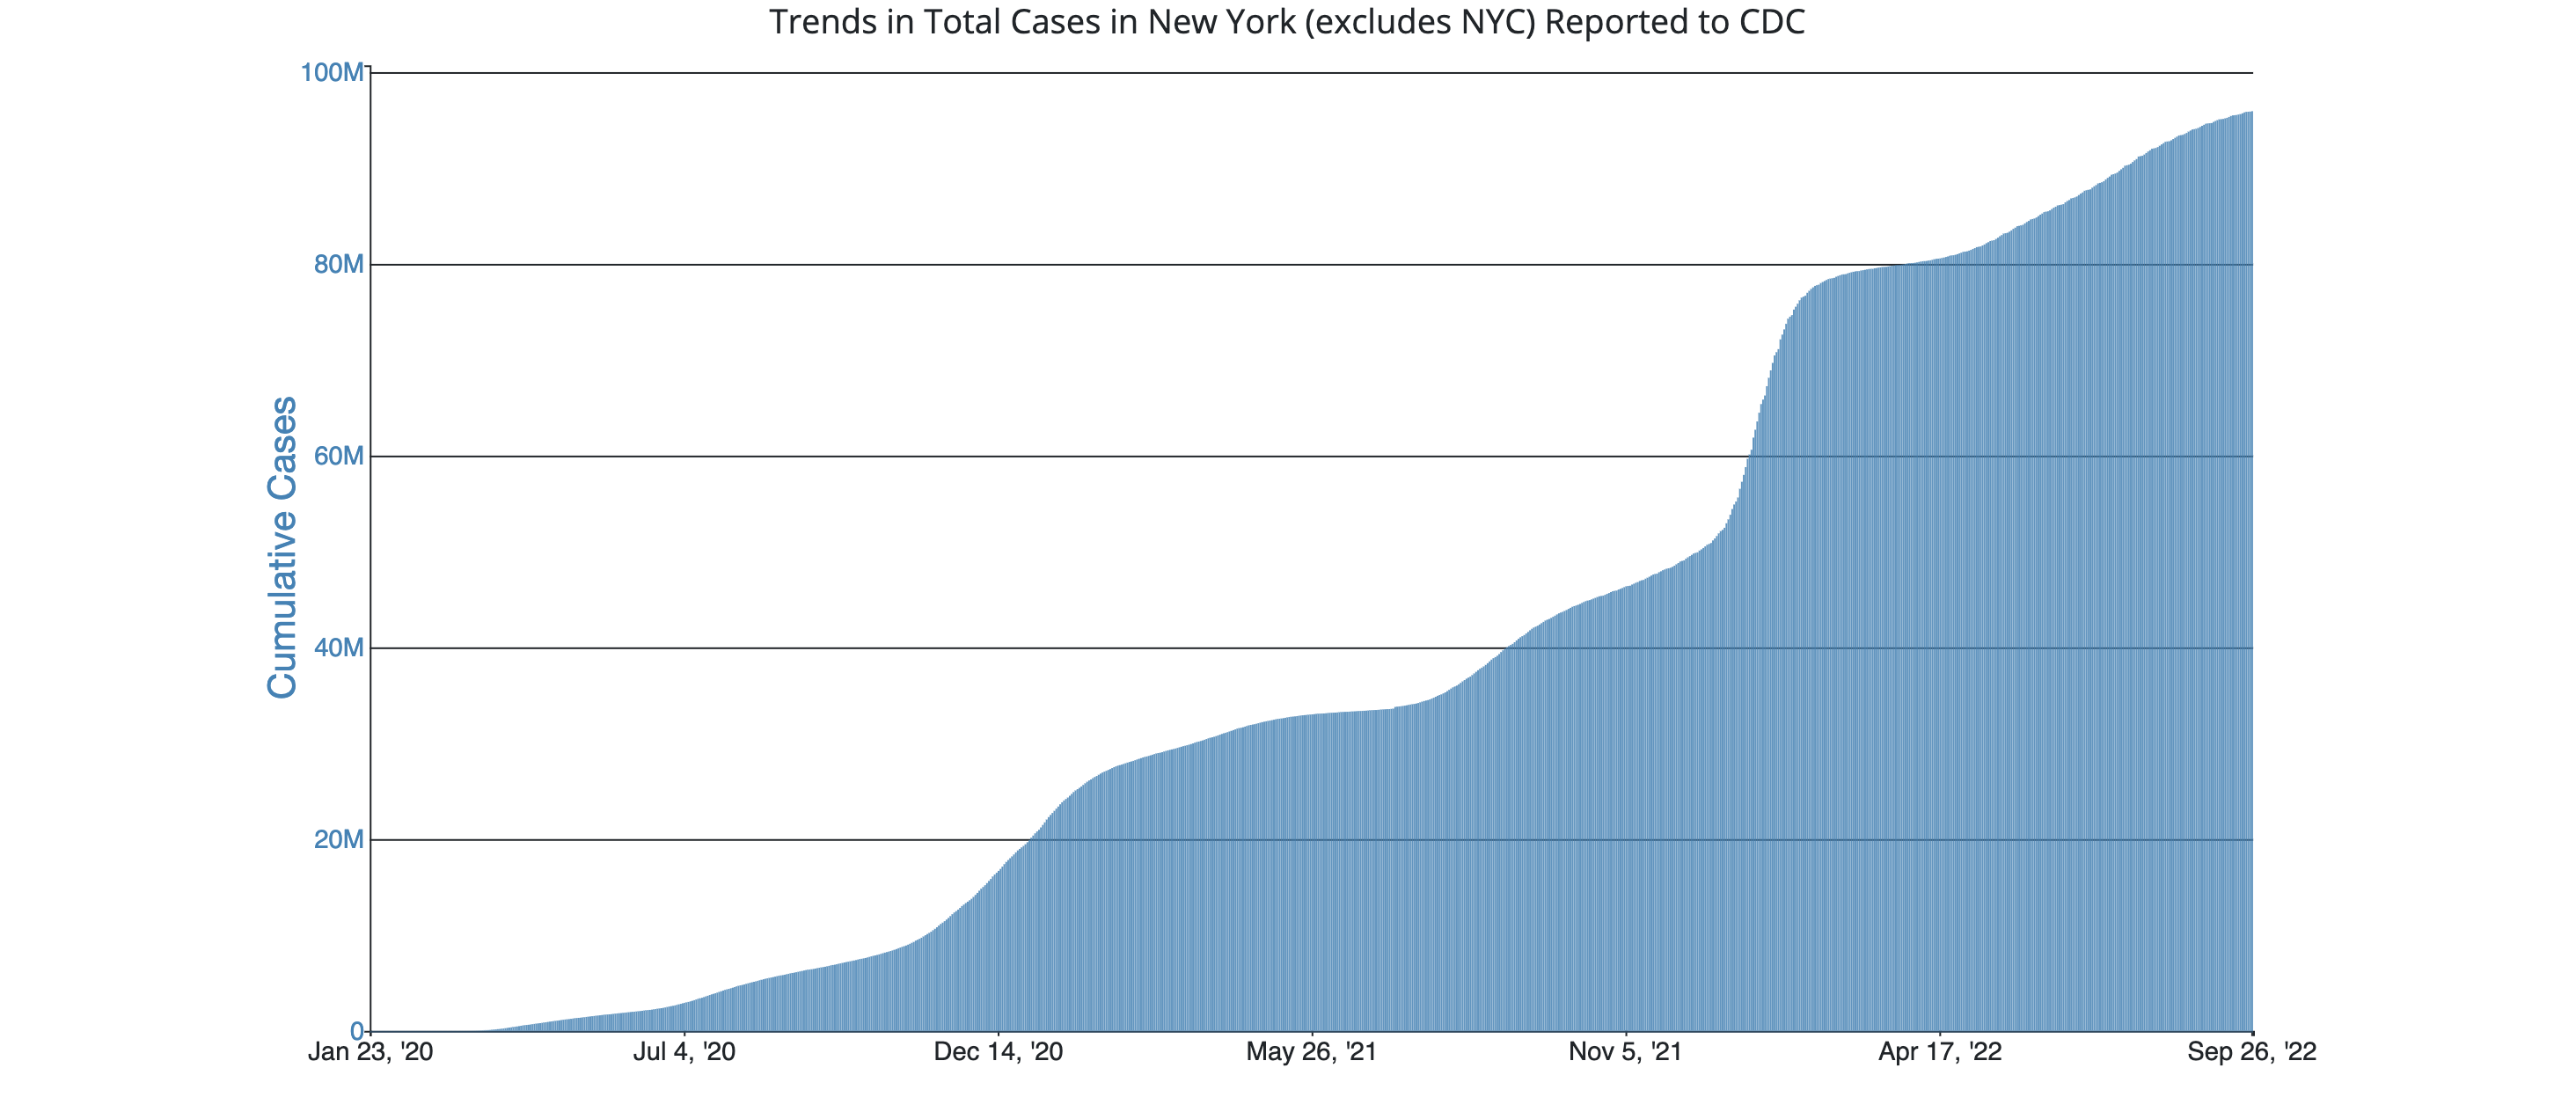 Trends in Total Cases in New York (excludes NYC) Reported to CDC
Cumulative Cases
100M
80M
60M
40M
20M
0
Jan 23, '20 Jul 4, '20 Dec 14, '20 May 26, '21 Nov 5, '21 Apr 17, '22 Sep 26, '22